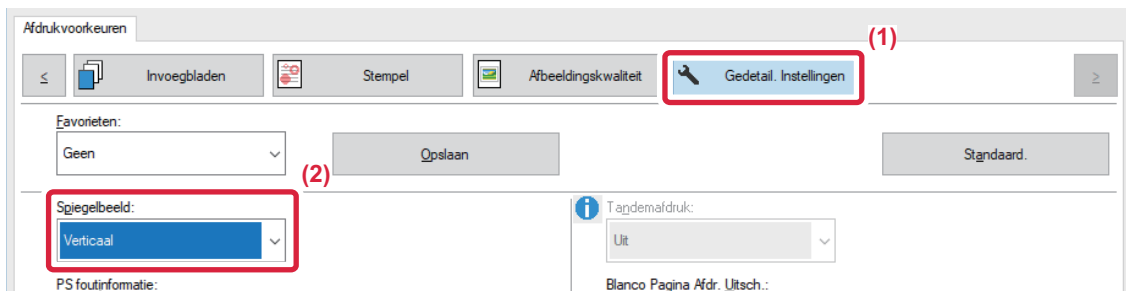 Afdrukvoorkeuren
(1)
≤ Invoegbladen Stempel Afbeeldingskwaliteit Gedetail. Instellingen ≥
Favorieten:
Geen Opslaan Standaard.
(2)
Spiegelbeeld: Tandemafdruk:
Verticaal Uit
PS foutinformatie: Blanco Pagina Afdr. Uitsch.: